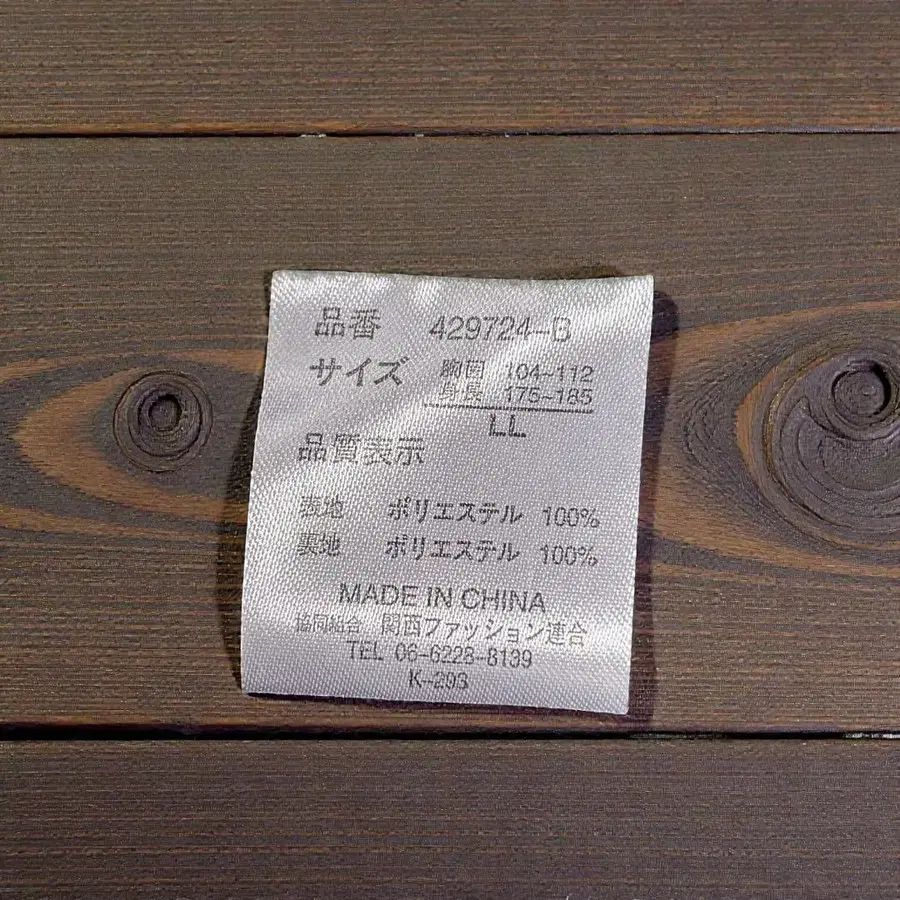 品番 429724-B
サイズ 胸囲 104~112
身長 175~185
LL
品質表示
表地 ポリエステル 100%
裏地 ポリエステル 100%
MADE IN CHINA
協同組合 関西ファッション連合
TEL 06-6228-8139
K-293